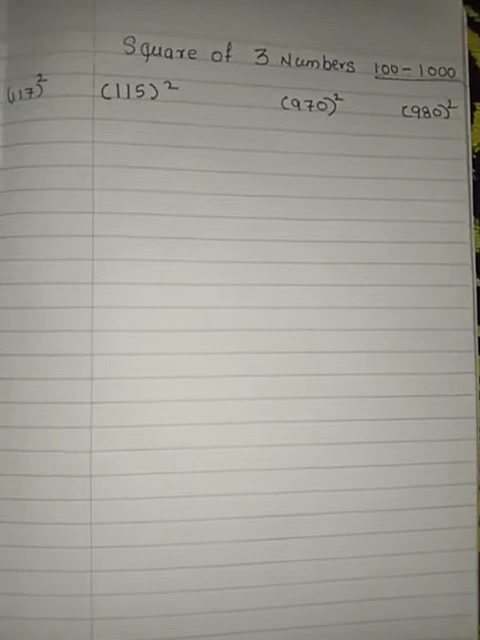 Square of 3 Numbers 100-1000
(117)² (115)² (970)² (980)²